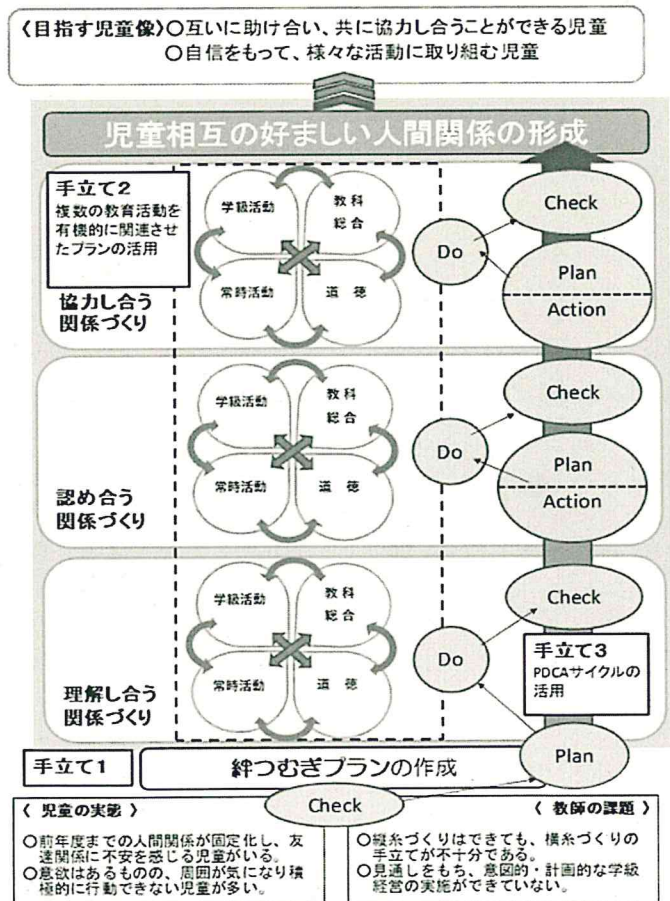 〈目指す児童像〉○互いに助け合い、共に協力し合うことができる児童
○自信をもって、様々な活動に取り組む児童
児童相互の好ましい人間関係の形成
手立て2
複数の教育活動を
有機的に関連させ
たプランの活用
学級活動
教科
総合
常時活動
道徳
協力し合う
関係づくり
Check
Do
Plan
Action
学級活動
教科
総合
常時活動
道徳
認め合う
関係づくり
Check
Do
Plan
Action
学級活動
教科
総合
常時活動
道徳
理解し合う
関係づくり
Check
Do
手立て3
PDCAサイクルの
活用
Plan
手立て1
絆つむぎプランの作成
Check
〈 児童の実態 〉
○前年度までの人間関係が固定化し、友
達関係に不安を感じる児童がいる。
○意欲はあるものの、周囲が気になり積
極的に行動できない児童が多い。
〈 教師の課題 〉
○縦糸づくりはできても、横糸づくりの
手立てが不十分である。
○見通しをもち、意図的・計画的な学級
経営の実施ができていない。